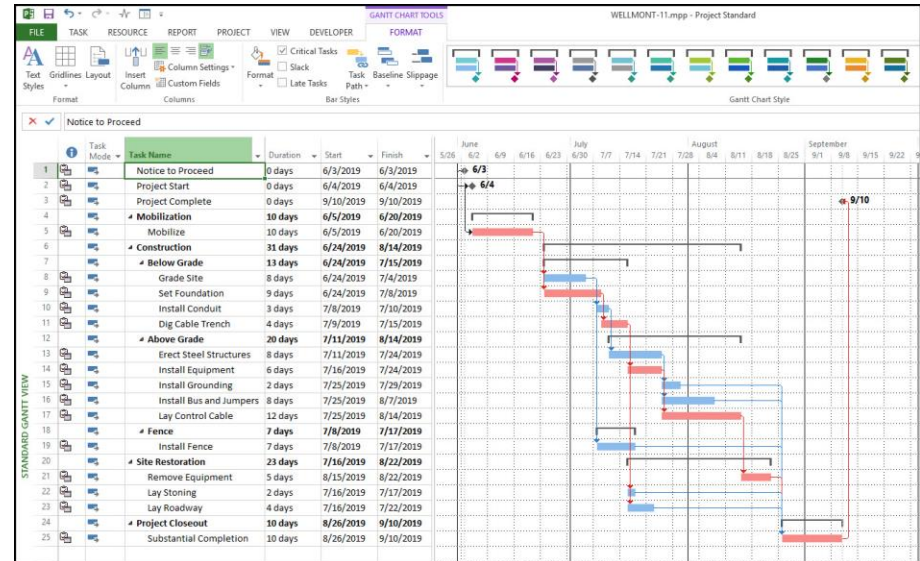 GANTT CHART TOOLS
WELLMONT-11.mpp - Project Standard
FILE TASK RESOURCE REPORT PROJECT VIEW DEVELOPER FORMAT
Text Styles
Gridlines
Layout
Format
Insert Column
Column Settings
Custom Fields
Columns
Format
Critical Tasks
Slack
Late Tasks
Task Path
Baseline
Slippage
Bar Styles
Gantt Chart Style
Notice to Proceed
Task Mode Task Name Duration Start Finish
June July August September
5/26 6/2 6/9 6/16 6/23 6/30 7/7 7/14 7/21 7/28 8/4 8/11 8/18 8/25 9/1 9/8 9/15 9/22
1 Notice to Proceed 0 days 6/3/2019 6/3/2019 6/3
2 Project Start 0 days 6/4/2019 6/4/2019 6/4
3 Project Complete 0 days 9/10/2019 9/10/2019 9/10
4 Mobilization 10 days 6/5/2019 6/20/2019
5 Mobilize 10 days 6/5/2019 6/20/2019
6 Construction 31 days 6/24/2019 8/14/2019
7 Below Grade 13 days 6/24/2019 7/15/2019
8 Grade Site 8 days 6/24/2019 7/4/2019
9 Set Foundation 9 days 6/24/2019 7/8/2019
10 Install Conduit 3 days 7/8/2019 7/10/2019
11 Dig Cable Trench 4 days 7/9/2019 7/15/2019
12 Above Grade 20 days 7/11/2019 8/14/2019
13 Erect Steel Structures 8 days 7/11/2019 7/24/2019
14 Install Equipment 6 days 7/16/2019 7/24/2019
15 Install Grounding 2 days 7/25/2019 7/29/2019
16 Install Bus and Jumpers 8 days 7/25/2019 8/7/2019
17 Lay Control Cable 12 days 7/25/2019 8/14/2019
18 Fence 7 days 7/8/2019 7/17/2019
19 Install Fence 7 days 7/8/2019 7/17/2019
20 Site Restoration 23 days 7/16/2019 8/22/2019
21 Remove Equipment 5 days 8/15/2019 8/22/2019
22 Lay Stoning 2 days 7/16/2019 7/17/2019
23 Lay Roadway 4 days 7/16/2019 7/22/2019
24 Project Closeout 10 days 8/26/2019 9/10/2019
25 Substantial Completion 10 days 8/26/2019 9/10/2019
STANDARD GANTT VIEW